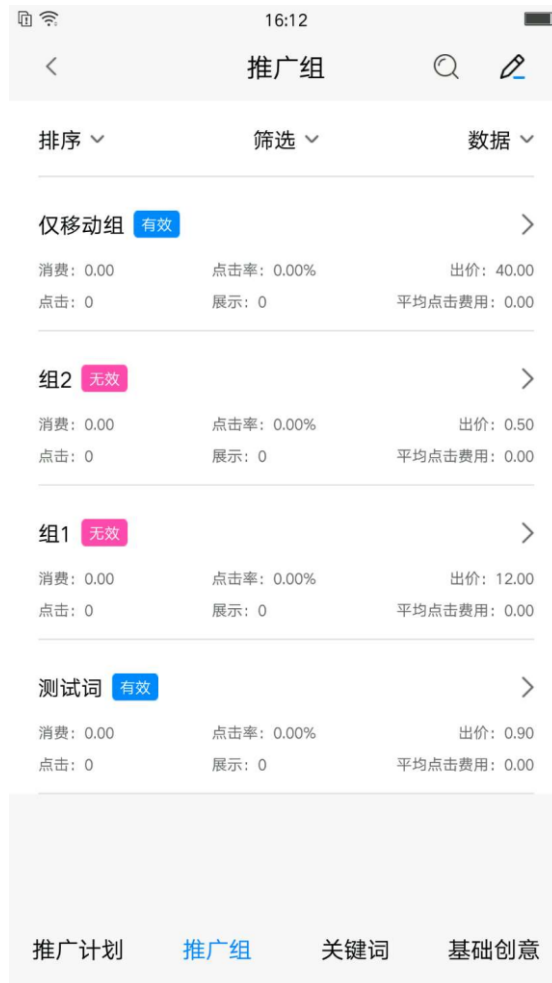 16:12
推广组
排序 筛选 数据
仅移动组 有效
消费：0.00 点击率：0.00% 出价：40.00
点击：0 展示：0 平均点击费用：0.00
组2 无效
消费：0.00 点击率：0.00% 出价：0.50
点击：0 展示：0 平均点击费用：0.00
组1 无效
消费：0.00 点击率：0.00% 出价：12.00
点击：0 展示：0 平均点击费用：0.00
测试词 有效
消费：0.00 点击率：0.00% 出价：0.90
点击：0 展示：0 平均点击费用：0.00
推广计划 推广组 关键词 基础创意